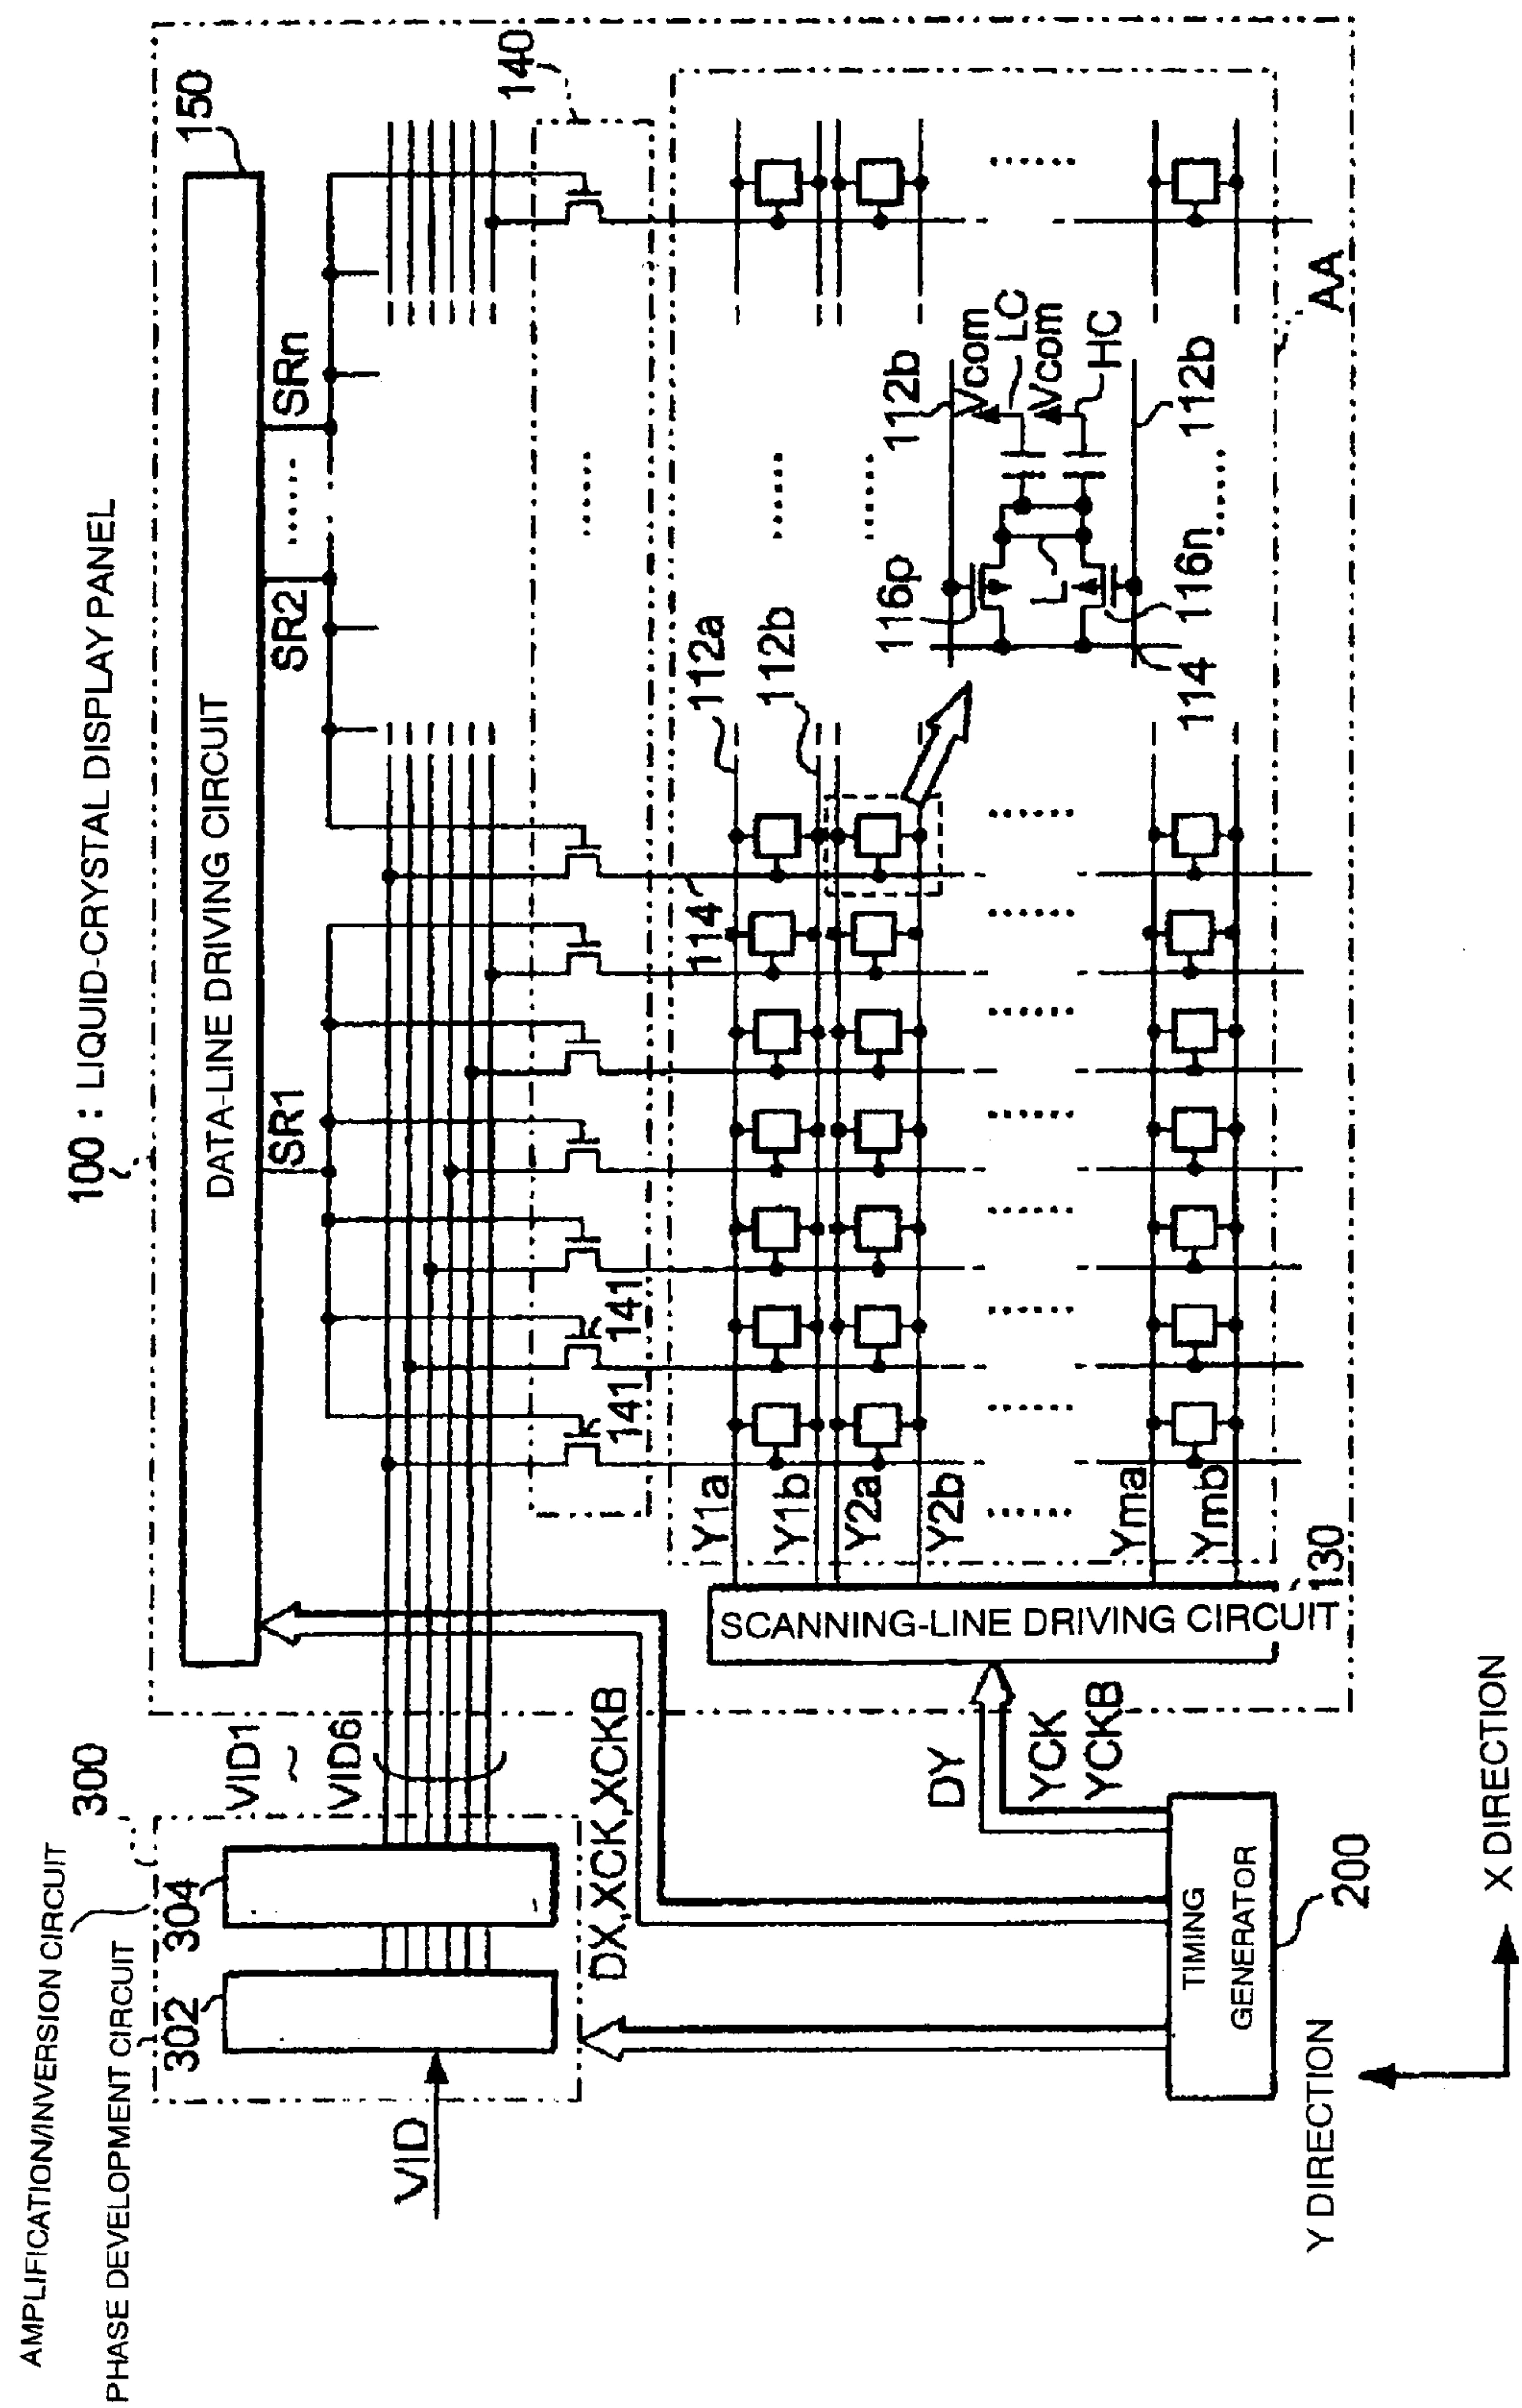 AMPLIFICATION/INVERSION CIRCUIT
PHASE DEVELOPMENT CIRCUIT
300
302
304
VID
VID1
~
VID6
100 : LIQUID-CRYSTAL DISPLAY PANEL
150
DATA-LINE DRIVING CIRCUIT
SR1
SR2
......
SRn
140
141
141
......
DX,XCK,XCKB
114
112a
112b
Y1a
Y1b
Y2a
Y2b
......
Yma
Ymb
116p
112b
Vcom
LC
Vcom
HC
L
116n
114
112b
AA
SCANNING-LINE DRIVING CIRCUIT
130
DY
YCK
YCKB
TIMING
GENERATOR
200
Y DIRECTION
X DIRECTION